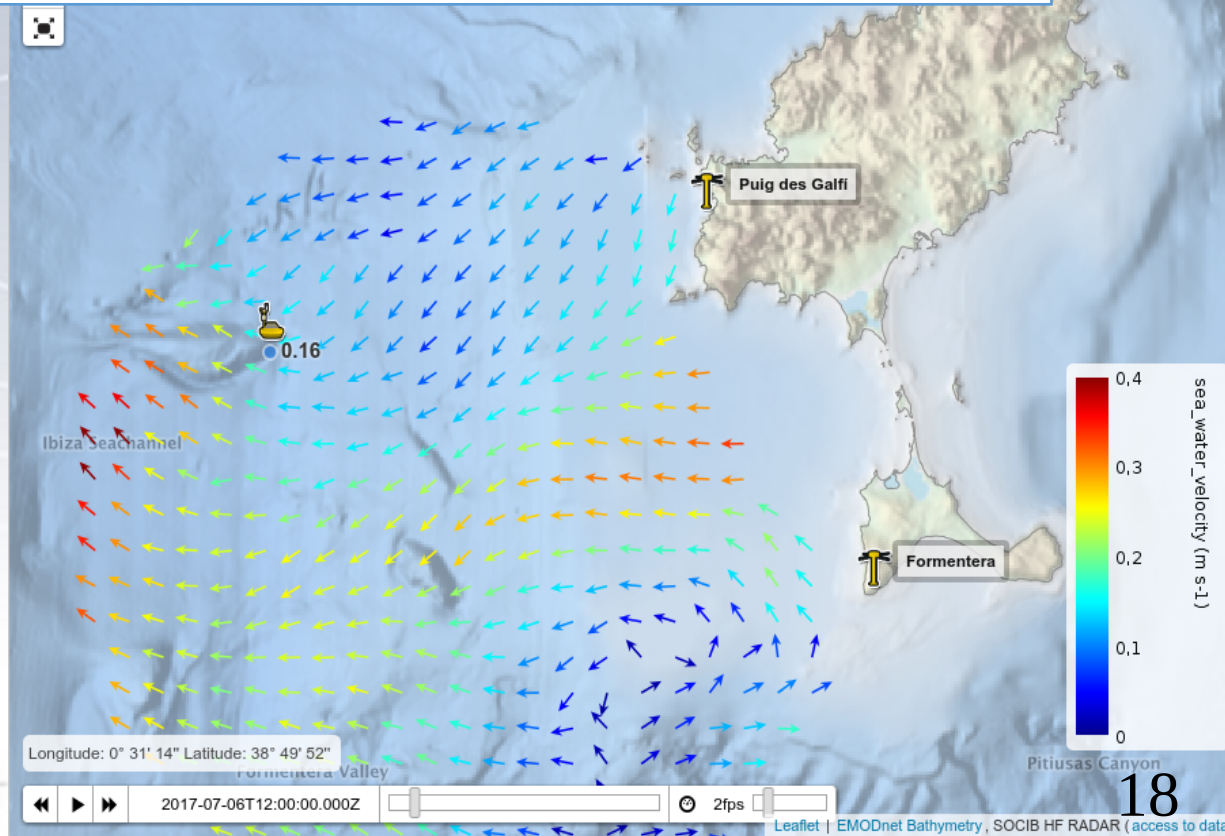 Puig des Galfí
0.16
0.4
0,3
0,2
0,1
0
sea_water_velocity (m s-1)
Ibiza Seachannel
Formentera
Longitude: 0° 31' 14" Latitude: 38° 49' 52"
Formentera Valley
Pitiusas Canyon
18
2017-07-06T12:00:00.000Z
2fps
Leaflet | EMODnet Bathymetry , SOCIB HF RADAR ( access to data